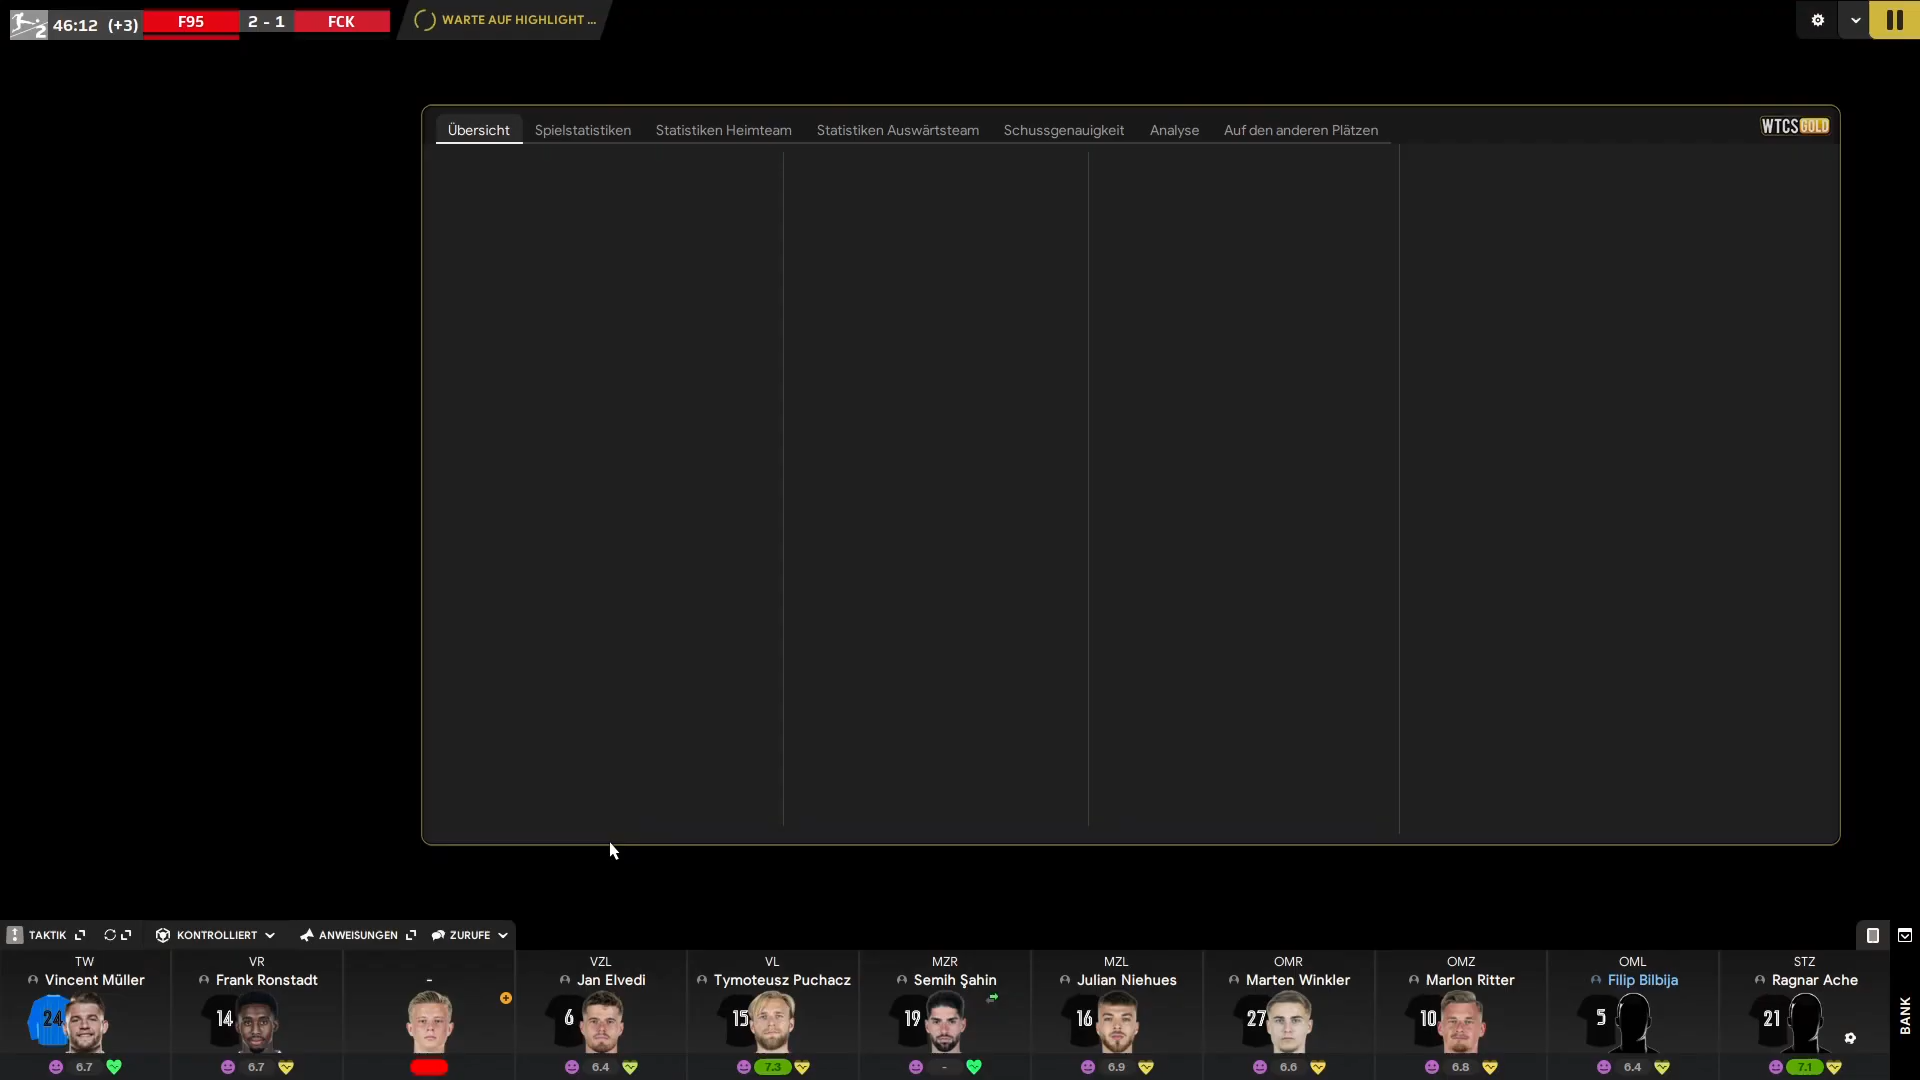 46:12 (+3) F95 2 - 1 FCK WARTE AUF HIGHLIGHT ...
Übersicht Spielstatistiken Statistiken Heimteam Statistiken Auswärtsteam Schussgenauigkeit Analyse Auf den anderen Plätzen WTCS GOLD
TAKTIK KONTROLLIERT ANWEISUNGEN ZURUFE
TW VR VZL VL MZR MZL OMR OMZ OML STZ
Vincent Müller Frank Ronstadt - Jan Elvedi Tymoteusz Puchacz Semih Şahin Julian Niehues Marten Winkler Marlon Ritter Filip Bilbija Ragnar Ache
24 14 6 15 19 16 27 10 5 21
6.7 6.7 6.4 7.3 - 6.9 6.6 6.8 6.4 7.1
BANK